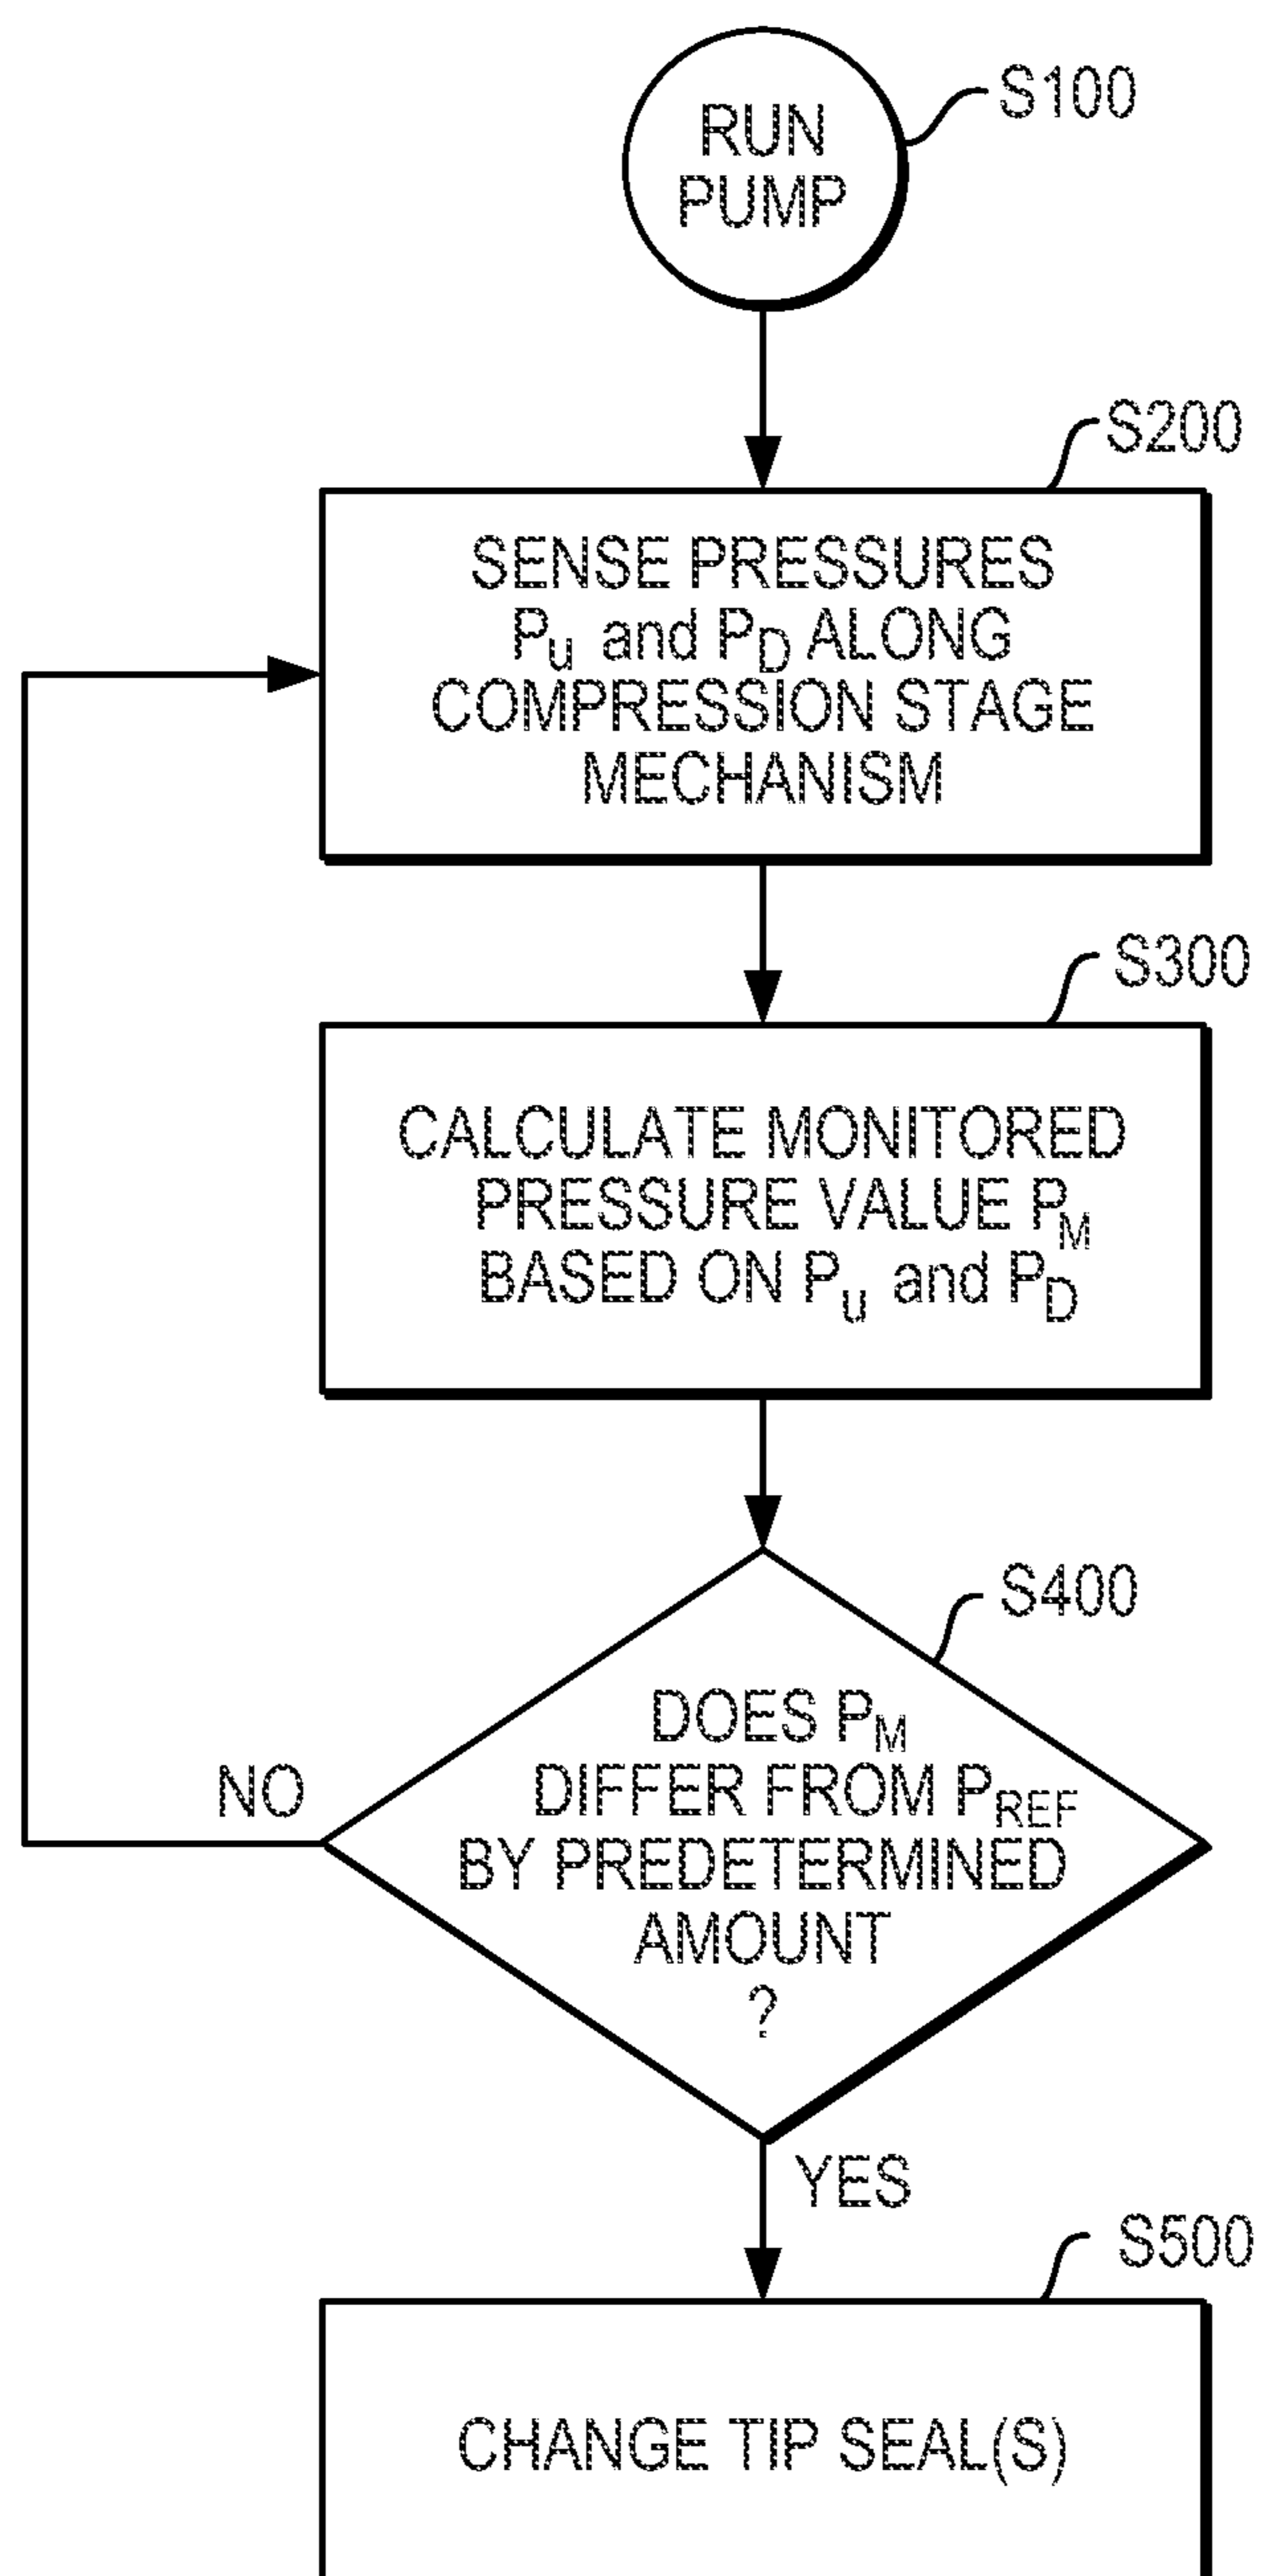 RUN
PUMP
S100
S200
SENSE PRESSURES
Pu and PD ALONG
COMPRESSION STAGE
MECHANISM
S300
CALCULATE MONITORED
PRESSURE VALUE PM
BASED ON Pu and PD
S400
DOES PM
DIFFER FROM PREF
BY PREDETERMINED
AMOUNT
?
NO
YES
S500
CHANGE TIP SEAL(S)